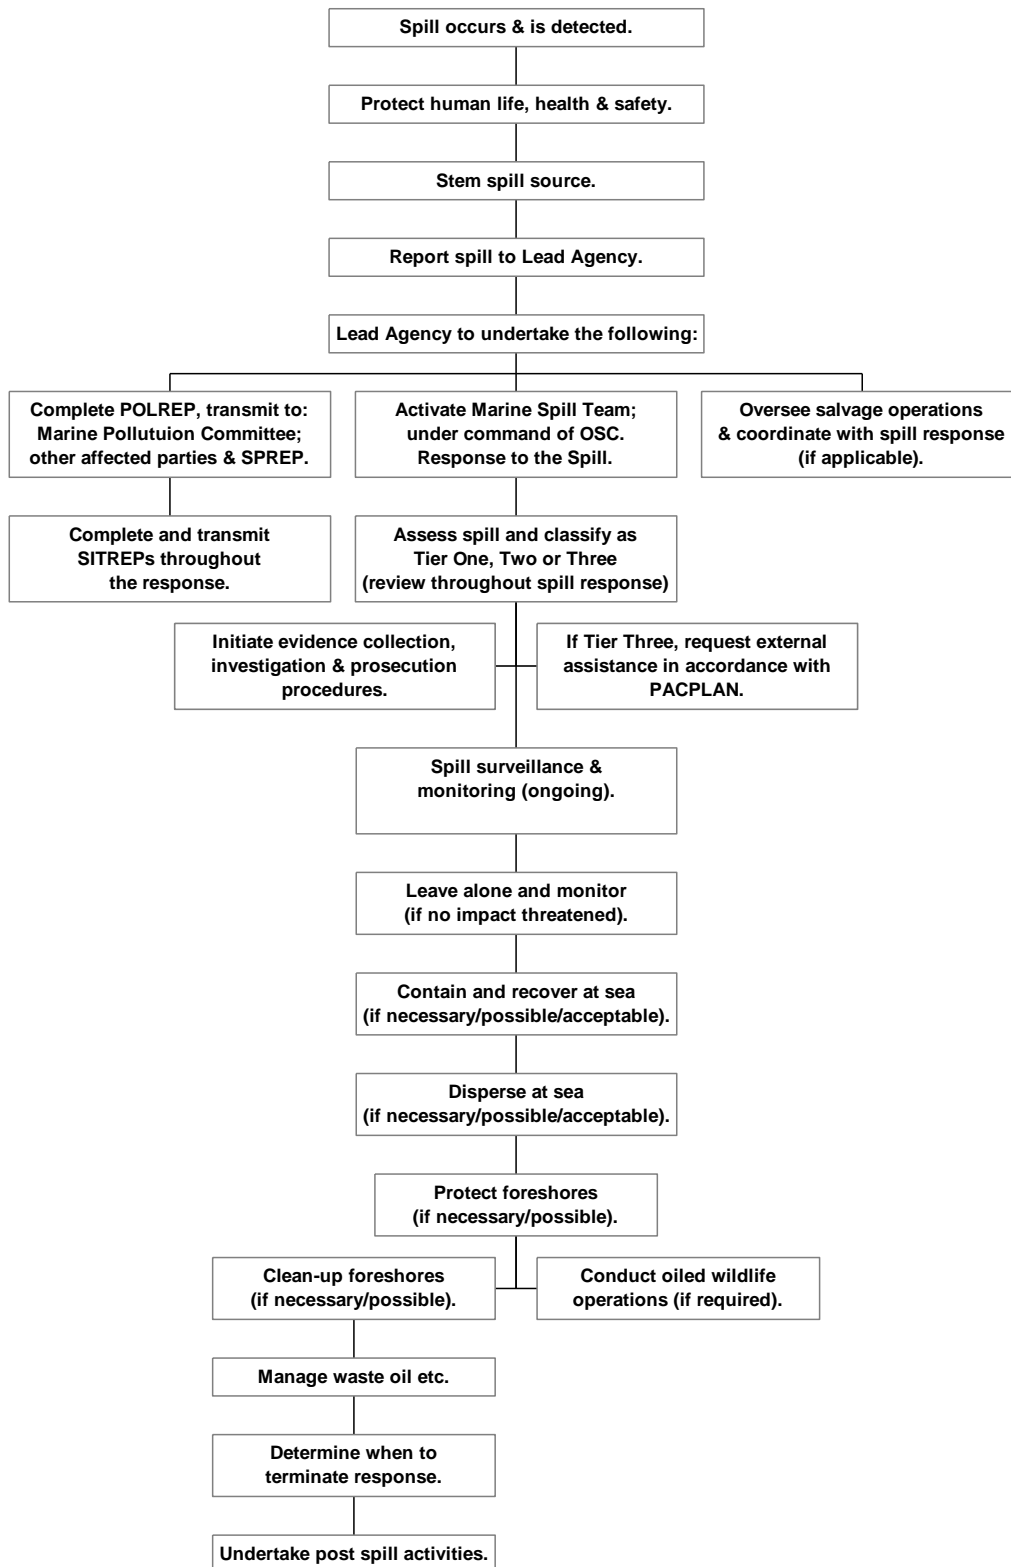 Spill occurs & is detected.
Protect human life, health & safety.
Stem spill source.
Report spill to Lead Agency.
Lead Agency to undertake the following:
Complete POLREP, transmit to:
Marine Pollutuion Committee;
other affected parties & SPREP.
Activate Marine Spill Team;
under command of OSC.
Response to the Spill.
Oversee salvage operations
& coordinate with spill response
(if applicable).
Complete and transmit
SITREPs throughout
the response.
Assess spill and classify as
Tier One, Two or Three
(review throughout spill response)
Initiate evidence collection,
investigation & prosecution
procedures.
If Tier Three, request external
assistance in accordance with
PACPLAN.
Spill surveillance &
monitoring (ongoing).
Leave alone and monitor
(if no impact threatened).
Contain and recover at sea
(if necessary/possible/acceptable).
Disperse at sea
(if necessary/possible/acceptable).
Protect foreshores
(if necessary/possible).
Clean-up foreshores
(if necessary/possible).
Conduct oiled wildlife
operations (if required).
Manage waste oil etc.
Determine when to
terminate response.
Undertake post spill activities.